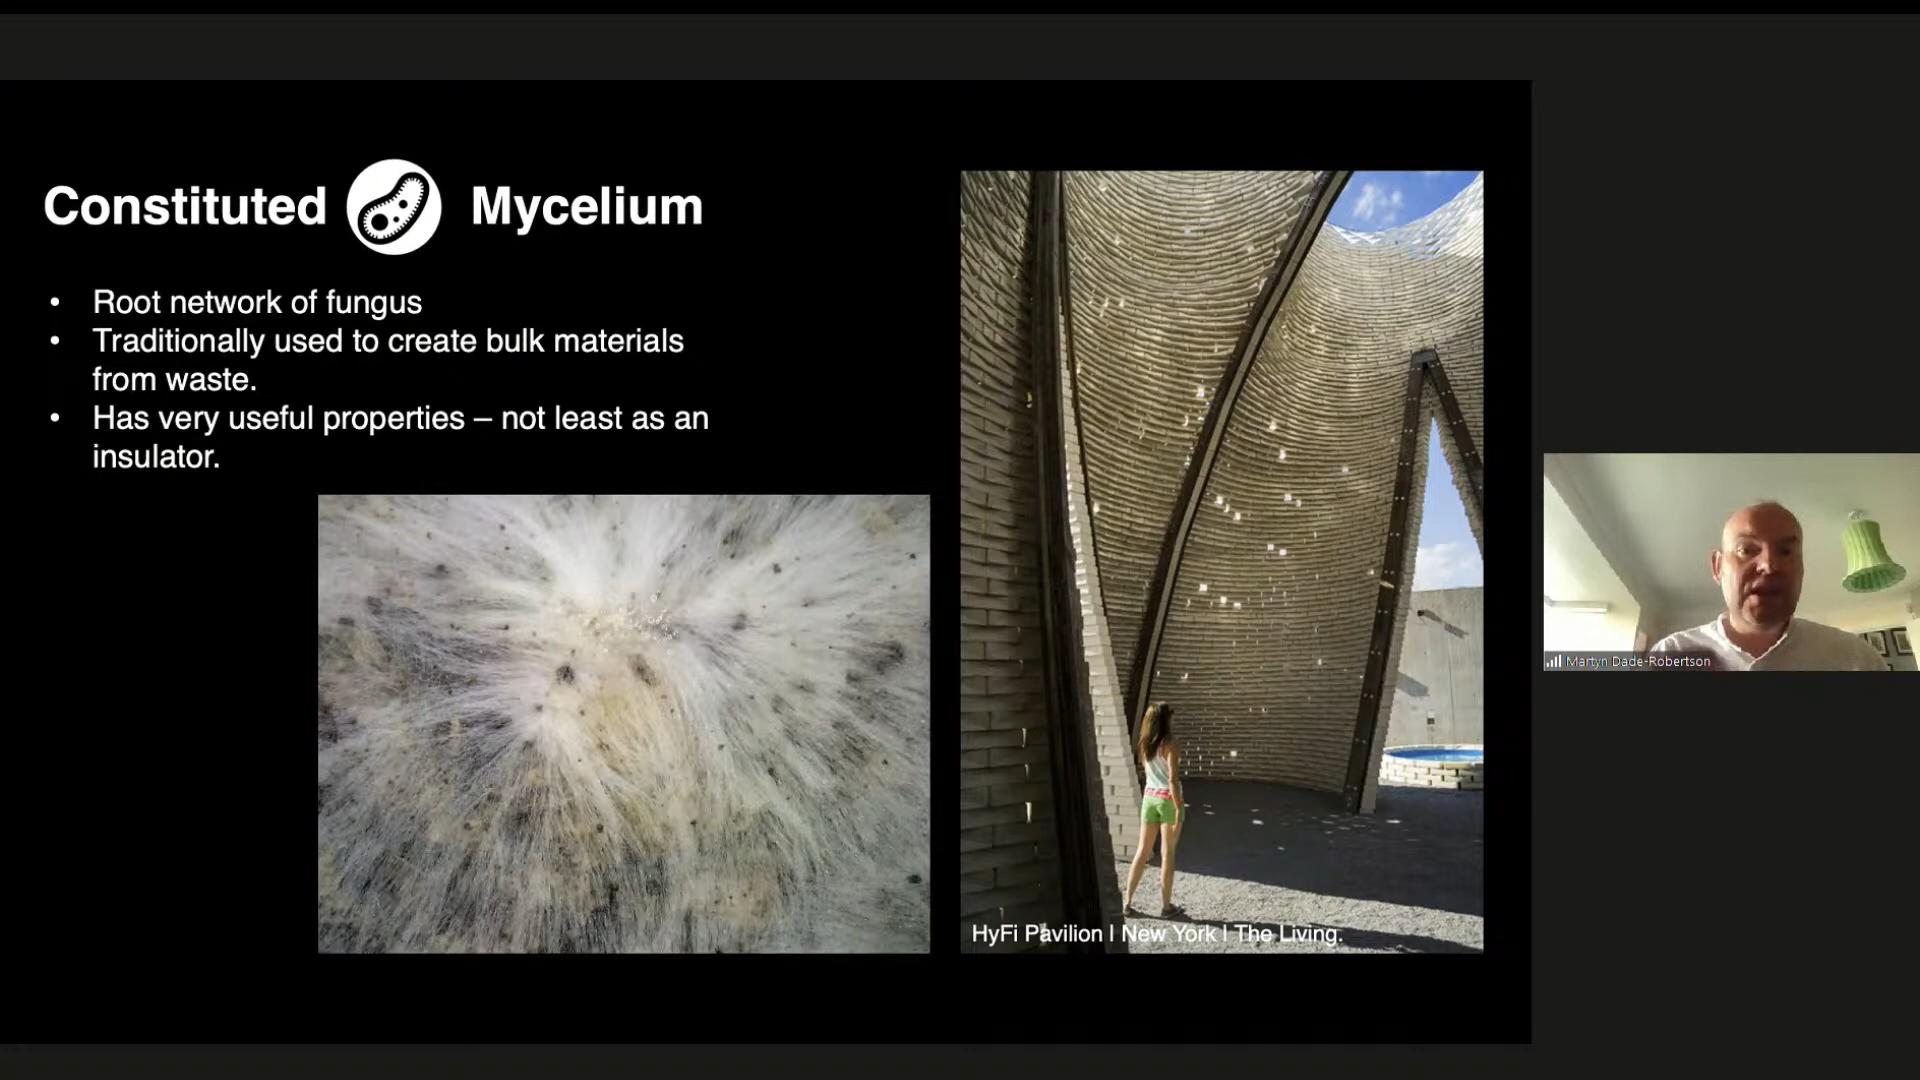 Constituted Mycelium
• Root network of fungus
• Traditionally used to create bulk materials
from waste.
• Has very useful properties – not least as an
insulator.
HyFi Pavilion I New York I The Living.
Martyn Dade-Robertson